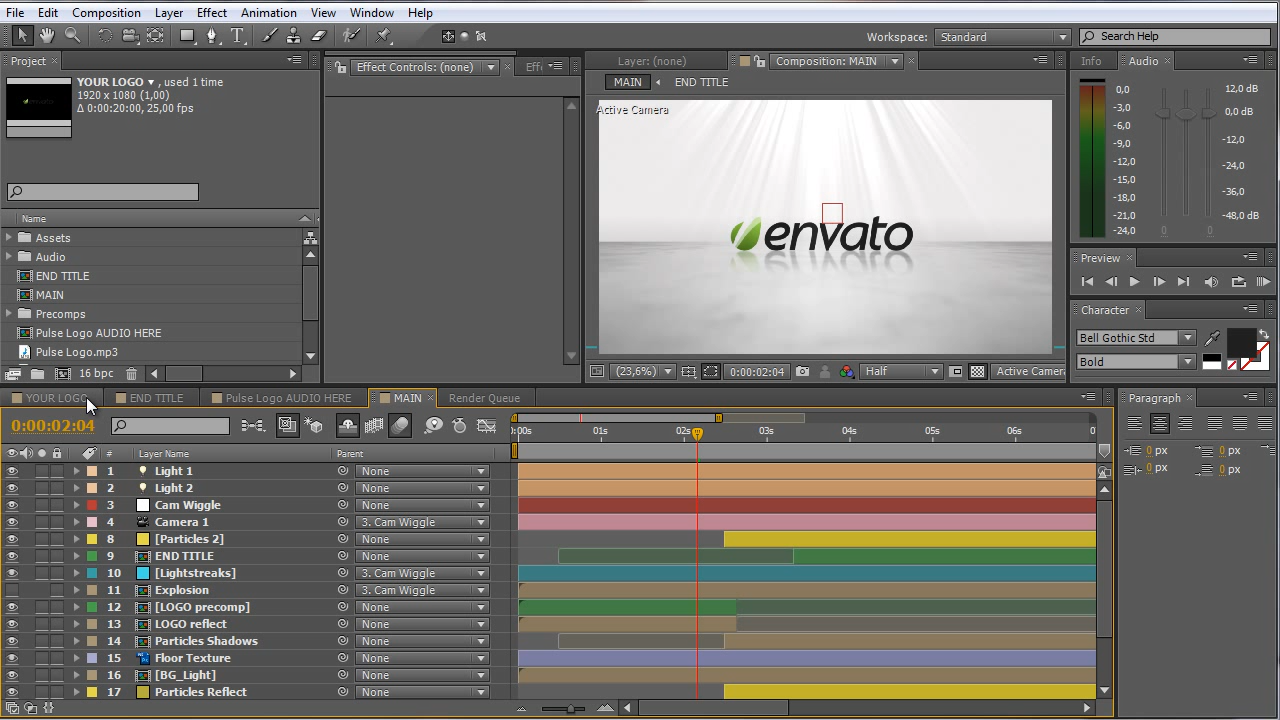 File Edit Composition Layer Effect Animation View Window Help
Workspace: Standard Search Help
Project
YOUR LOGO , used 1 time
1920 x 1080 (1,00)
Δ 0:00:20:00, 25,00 fps
Name
Assets
Audio
END TITLE
MAIN
Precomps
Pulse Logo AUDIO HERE
Pulse Logo.mp3
16 bpc
Effect Controls: (none)
Layer: (none) Composition: MAIN
MAIN END TITLE
Active Camera
envato
(23,6%) 0:00:02:04 Half Active Camera
Info Audio
0,0 12,0 dB
-3,0 0,0 dB
-6,0
-9,0 -12,0
-12,0
-15,0 -24,0
-18,0 -36,0
-21,0 -48,0 dB
-24,0 0 0
Preview
Character
Bell Gothic Std
Bold
YOUR LOGO END TITLE Pulse Logo AUDIO HERE MAIN Render Queue
0:00:02:04
01s 02s 03s 04s 05s 06s
# Layer Name Parent
1 Light 1 None
2 Light 2 None
3 Cam Wiggle None
4 Camera 1 3. Cam Wiggle
8 [Particles 2] None
9 END TITLE None
10 [Lightstreaks] 3. Cam Wiggle
11 Explosion 3. Cam Wiggle
12 [LOGO precomp] None
13 LOGO reflect None
14 Particles Shadows None
15 Floor Texture None
16 [BG_Light] None
17 Particles Reflect None
Paragraph
0 px 0 px
0 px 0 px